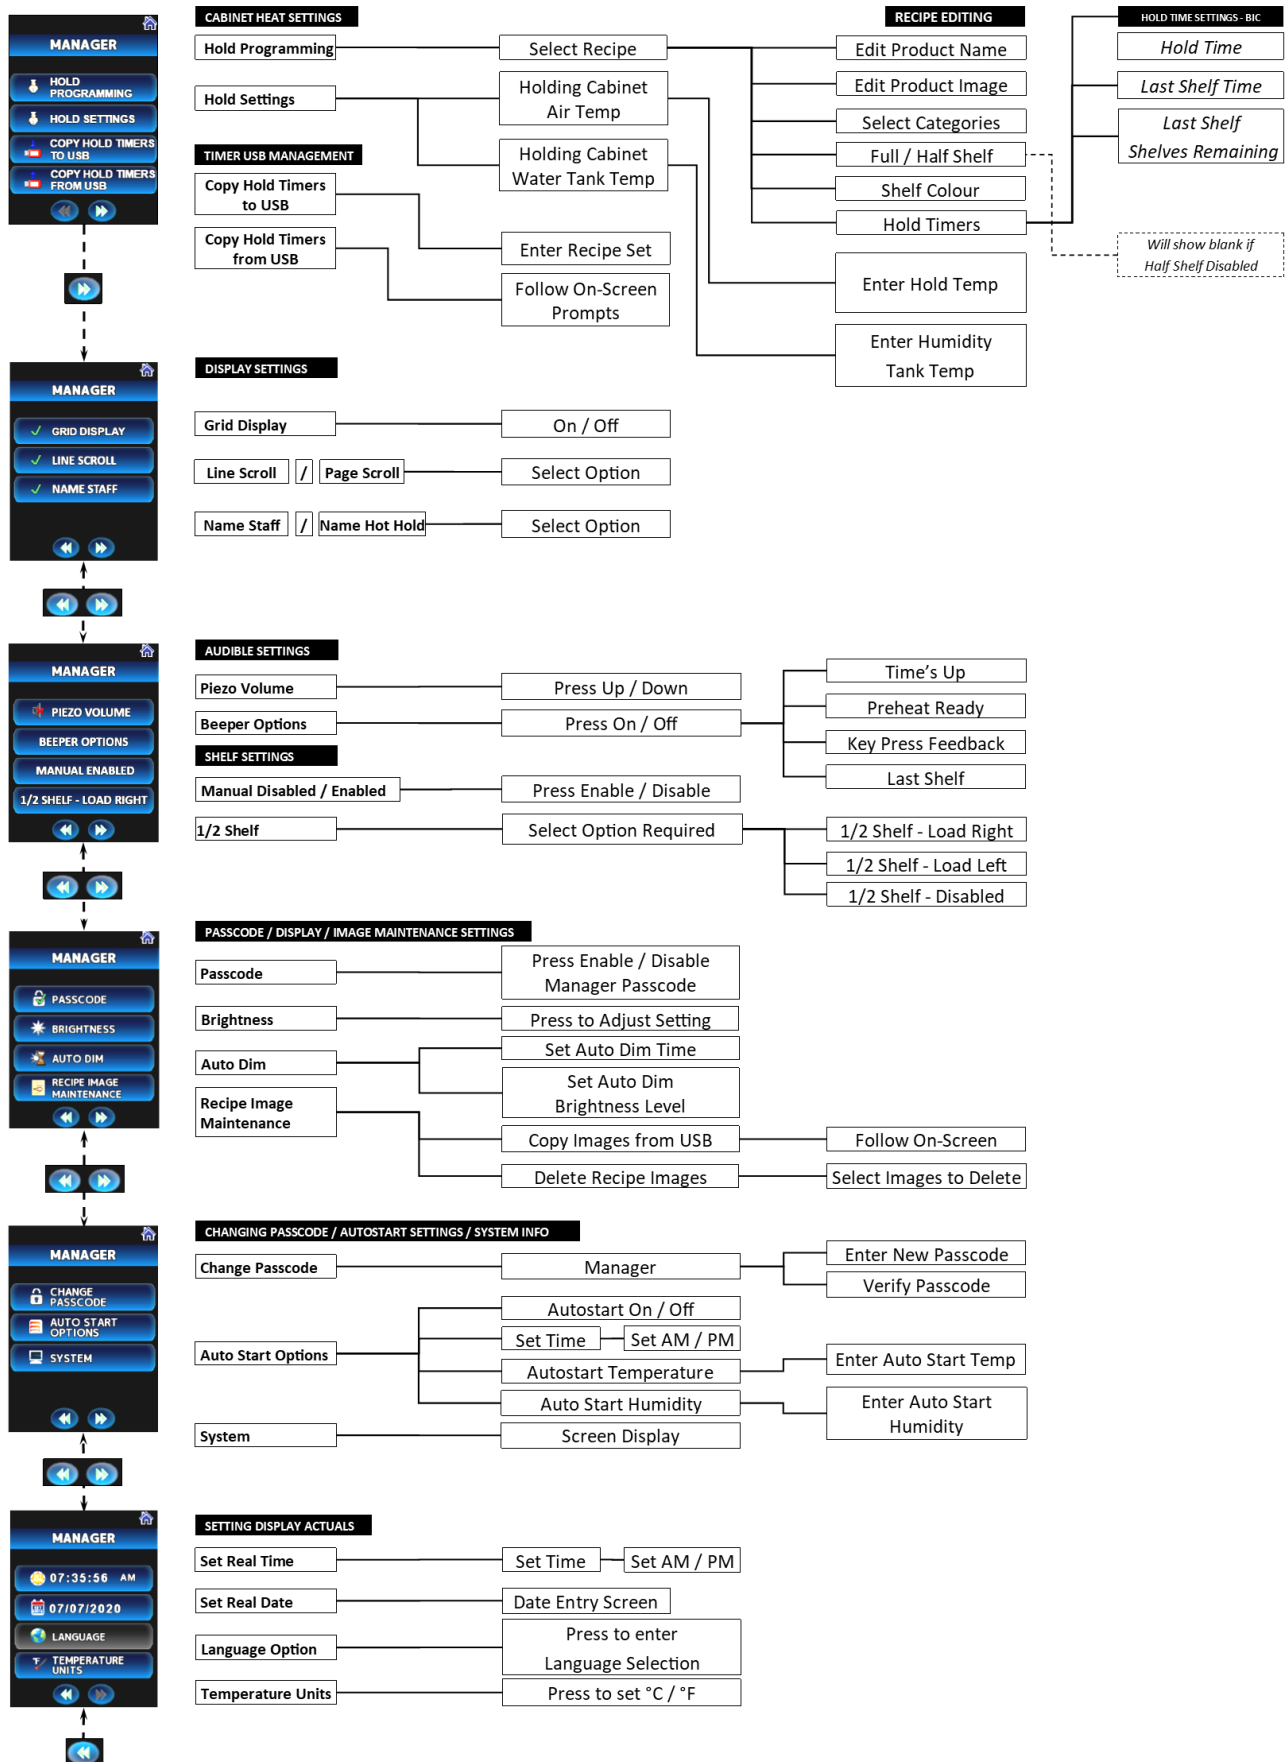 CABINET HEAT SETTINGS
RECIPE EDITING
HOLD TIME SETTINGS - BIC
MANAGER
HOLD
PROGRAMMING
HOLD SETTINGS
COPY HOLD TIMERS
TO USB
COPY HOLD TIMERS
FROM USB
Hold Programming
Select Recipe
Edit Product Name
Hold Time
Hold Settings
Holding Cabinet
Air Temp
Edit Product Image
Last Shelf Time
Select Categories
Last Shelf
Shelves Remaining
TIMER USB MANAGEMENT
Holding Cabinet
Water Tank Temp
Full / Half Shelf
Copy Hold Timers
to USB
Shelf Colour
Hold Timers
Copy Hold Timers
from USB
Enter Recipe Set
Will show blank if
Half Shelf Disabled
Follow On-Screen
Prompts
Enter Hold Temp
Enter Humidity
Tank Temp
MANAGER
GRID DISPLAY
LINE SCROLL
NAME STAFF
DISPLAY SETTINGS
Grid Display
On / Off
Line Scroll / Page Scroll
Select Option
Name Staff / Name Hot Hold
Select Option
MANAGER
PIEZO VOLUME
BEEPER OPTIONS
MANUAL ENABLED
1/2 SHELF - LOAD RIGHT
AUDIBLE SETTINGS
Piezo Volume
Press Up / Down
Time's Up
Beeper Options
Press On / Off
Preheat Ready
Key Press Feedback
Last Shelf
SHELF SETTINGS
Manual Disabled / Enabled
Press Enable / Disable
1/2 Shelf
Select Option Required
1/2 Shelf - Load Right
1/2 Shelf - Load Left
1/2 Shelf - Disabled
MANAGER
PASSCODE
BRIGHTNESS
AUTO DIM
RECIPE IMAGE
MAINTENANCE
PASSCODE / DISPLAY / IMAGE MAINTENANCE SETTINGS
Passcode
Press Enable / Disable
Manager Passcode
Brightness
Press to Adjust Setting
Auto Dim
Set Auto Dim Time
Set Auto Dim
Brightness Level
Recipe Image
Maintenance
Copy Images from USB
Follow On-Screen
Delete Recipe Images
Select Images to Delete
MANAGER
CHANGE
PASSCODE
AUTO START
OPTIONS
SYSTEM
CHANGING PASSCODE / AUTOSTART SETTINGS / SYSTEM INFO
Change Passcode
Manager
Enter New Passcode
Verify Passcode
Auto Start Options
Autostart On / Off
Set Time
Set AM / PM
Autostart Temperature
Enter Auto Start Temp
Auto Start Humidity
Enter Auto Start
Humidity
System
Screen Display
MANAGER
07:35:56 AM
07/07/2020
LANGUAGE
TEMPERATURE
UNITS
SETTING DISPLAY ACTUALS
Set Real Time
Set Time
Set AM / PM
Set Real Date
Date Entry Screen
Language Option
Press to enter
Language Selection
Temperature Units
Press to set °C / °F